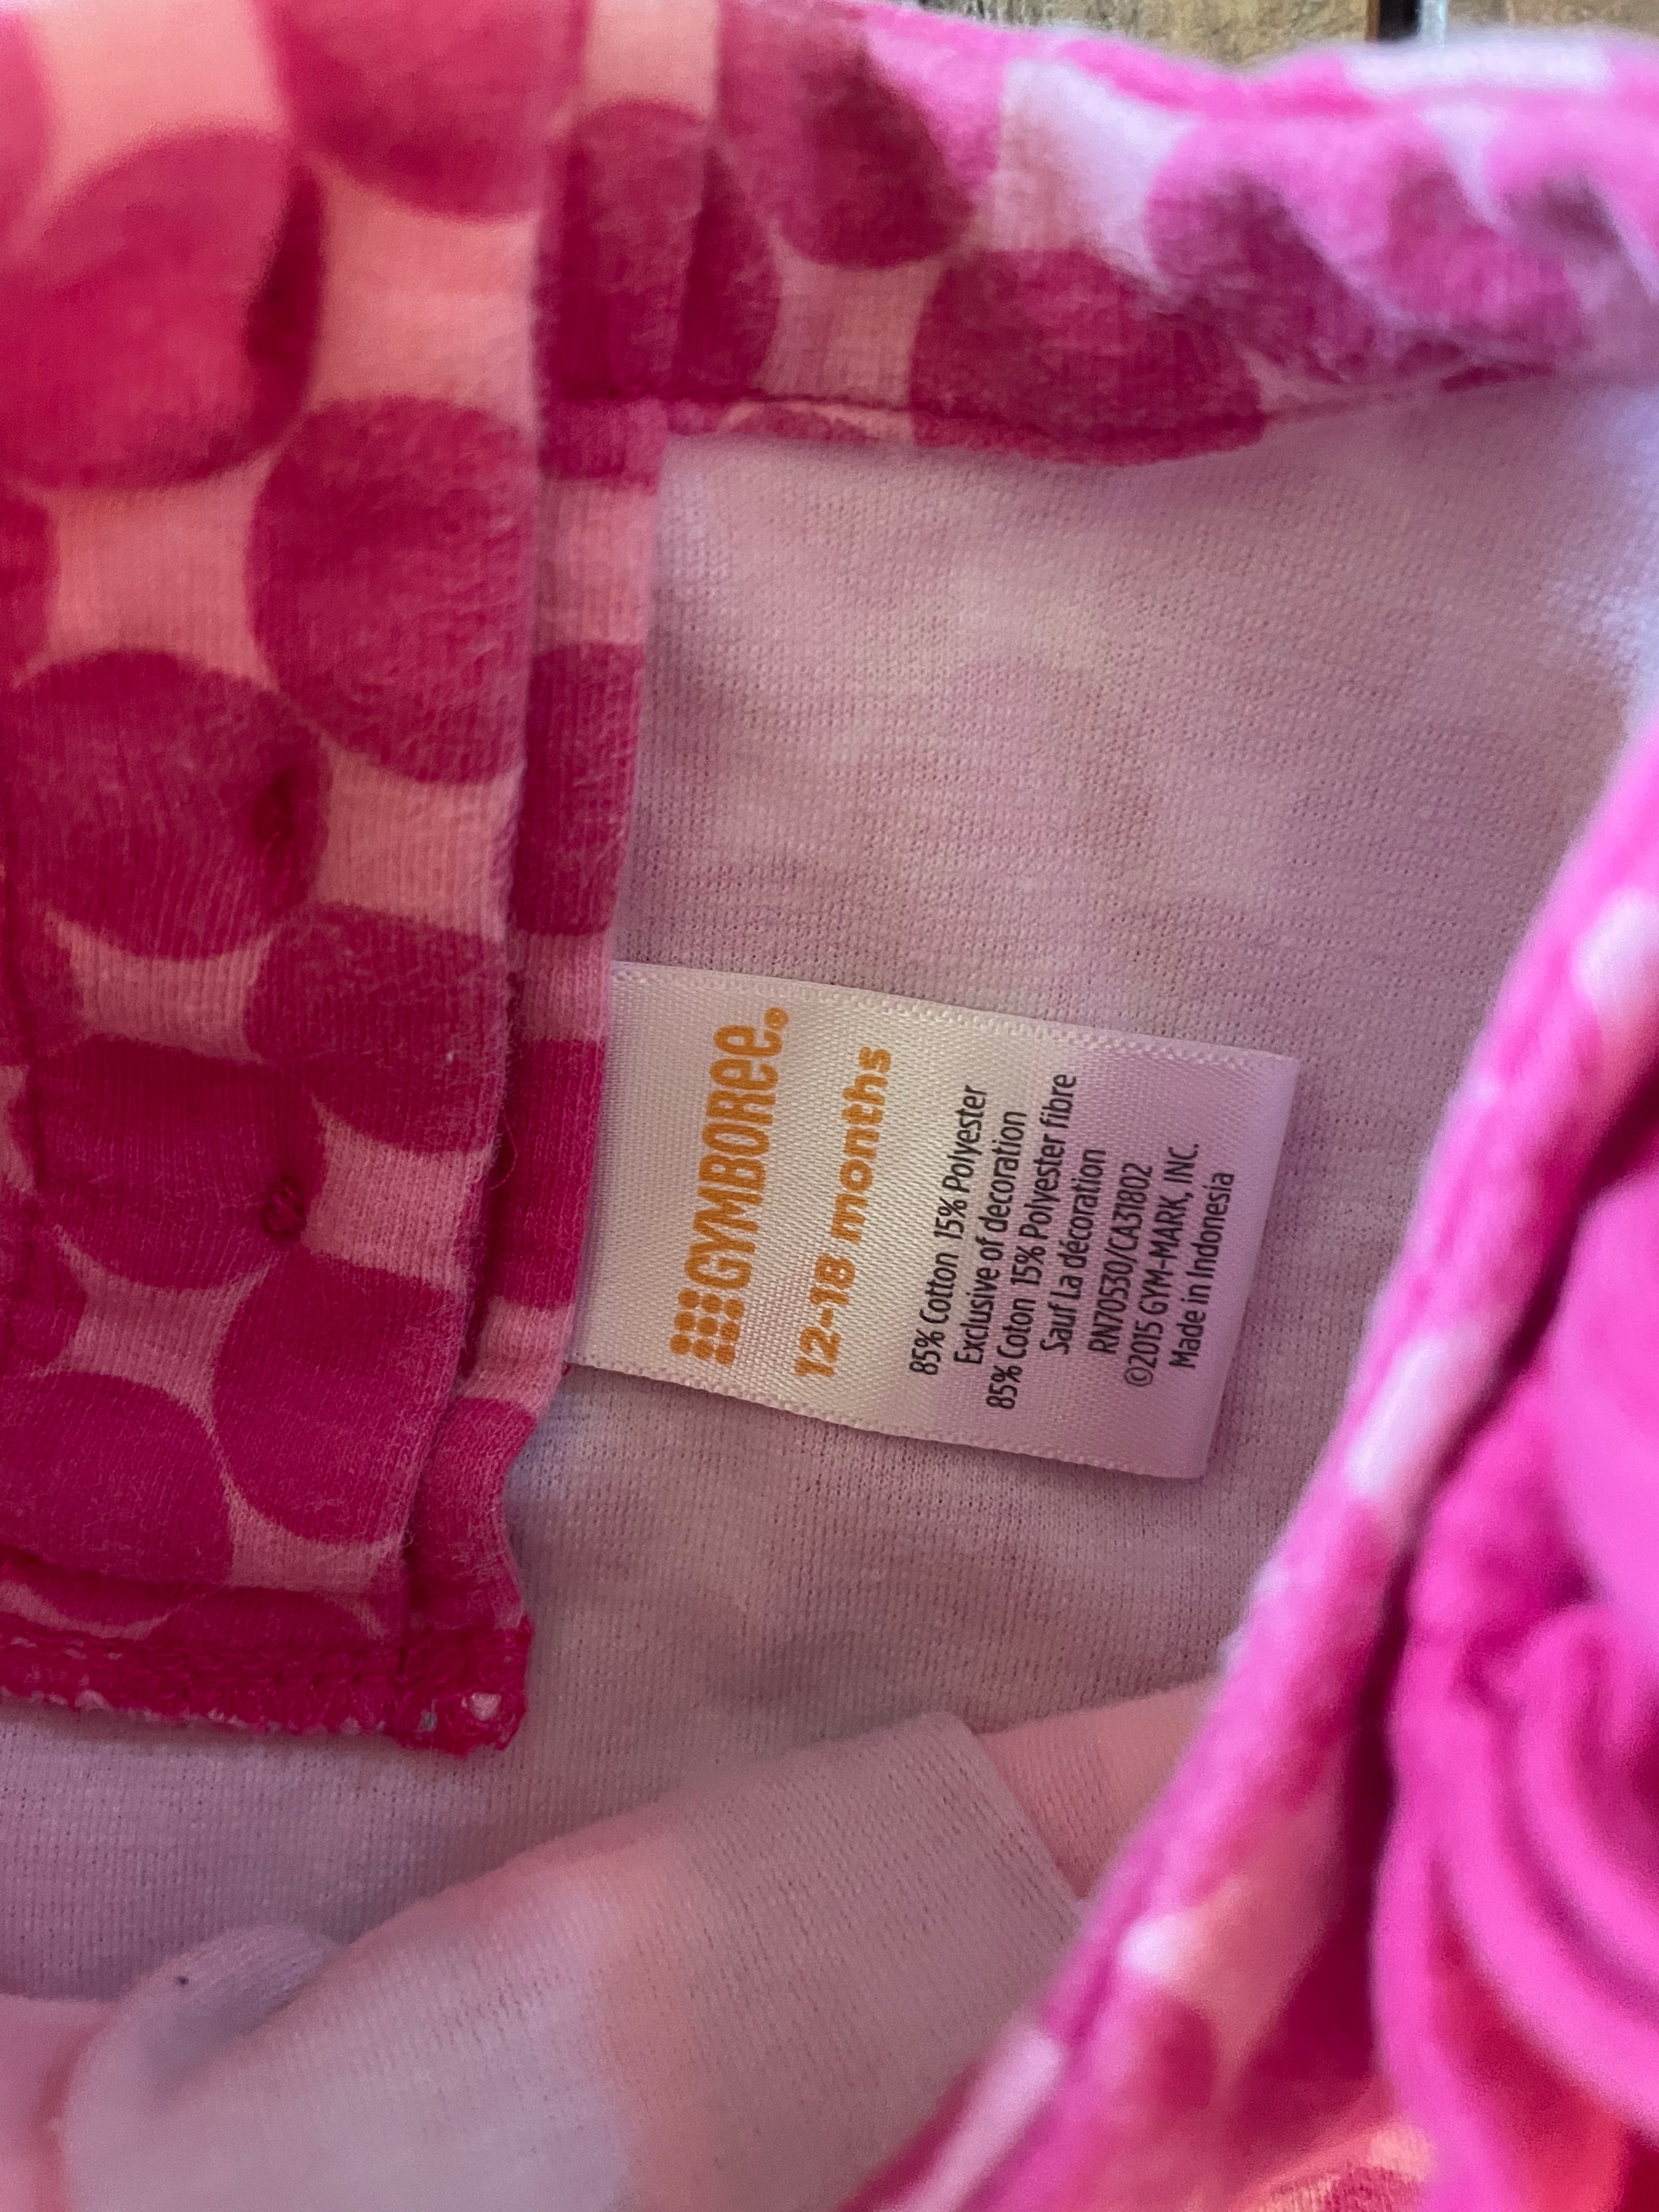 GYMBOREE®
12-18 months
85% Cotton 15% Polyester
Exclusive of decoration
85% Coton 15% Polyester fibre
Sauf La décoration
RN70530/CA31802
©2015 GYM-MARK, INC.
Made in Indonesia